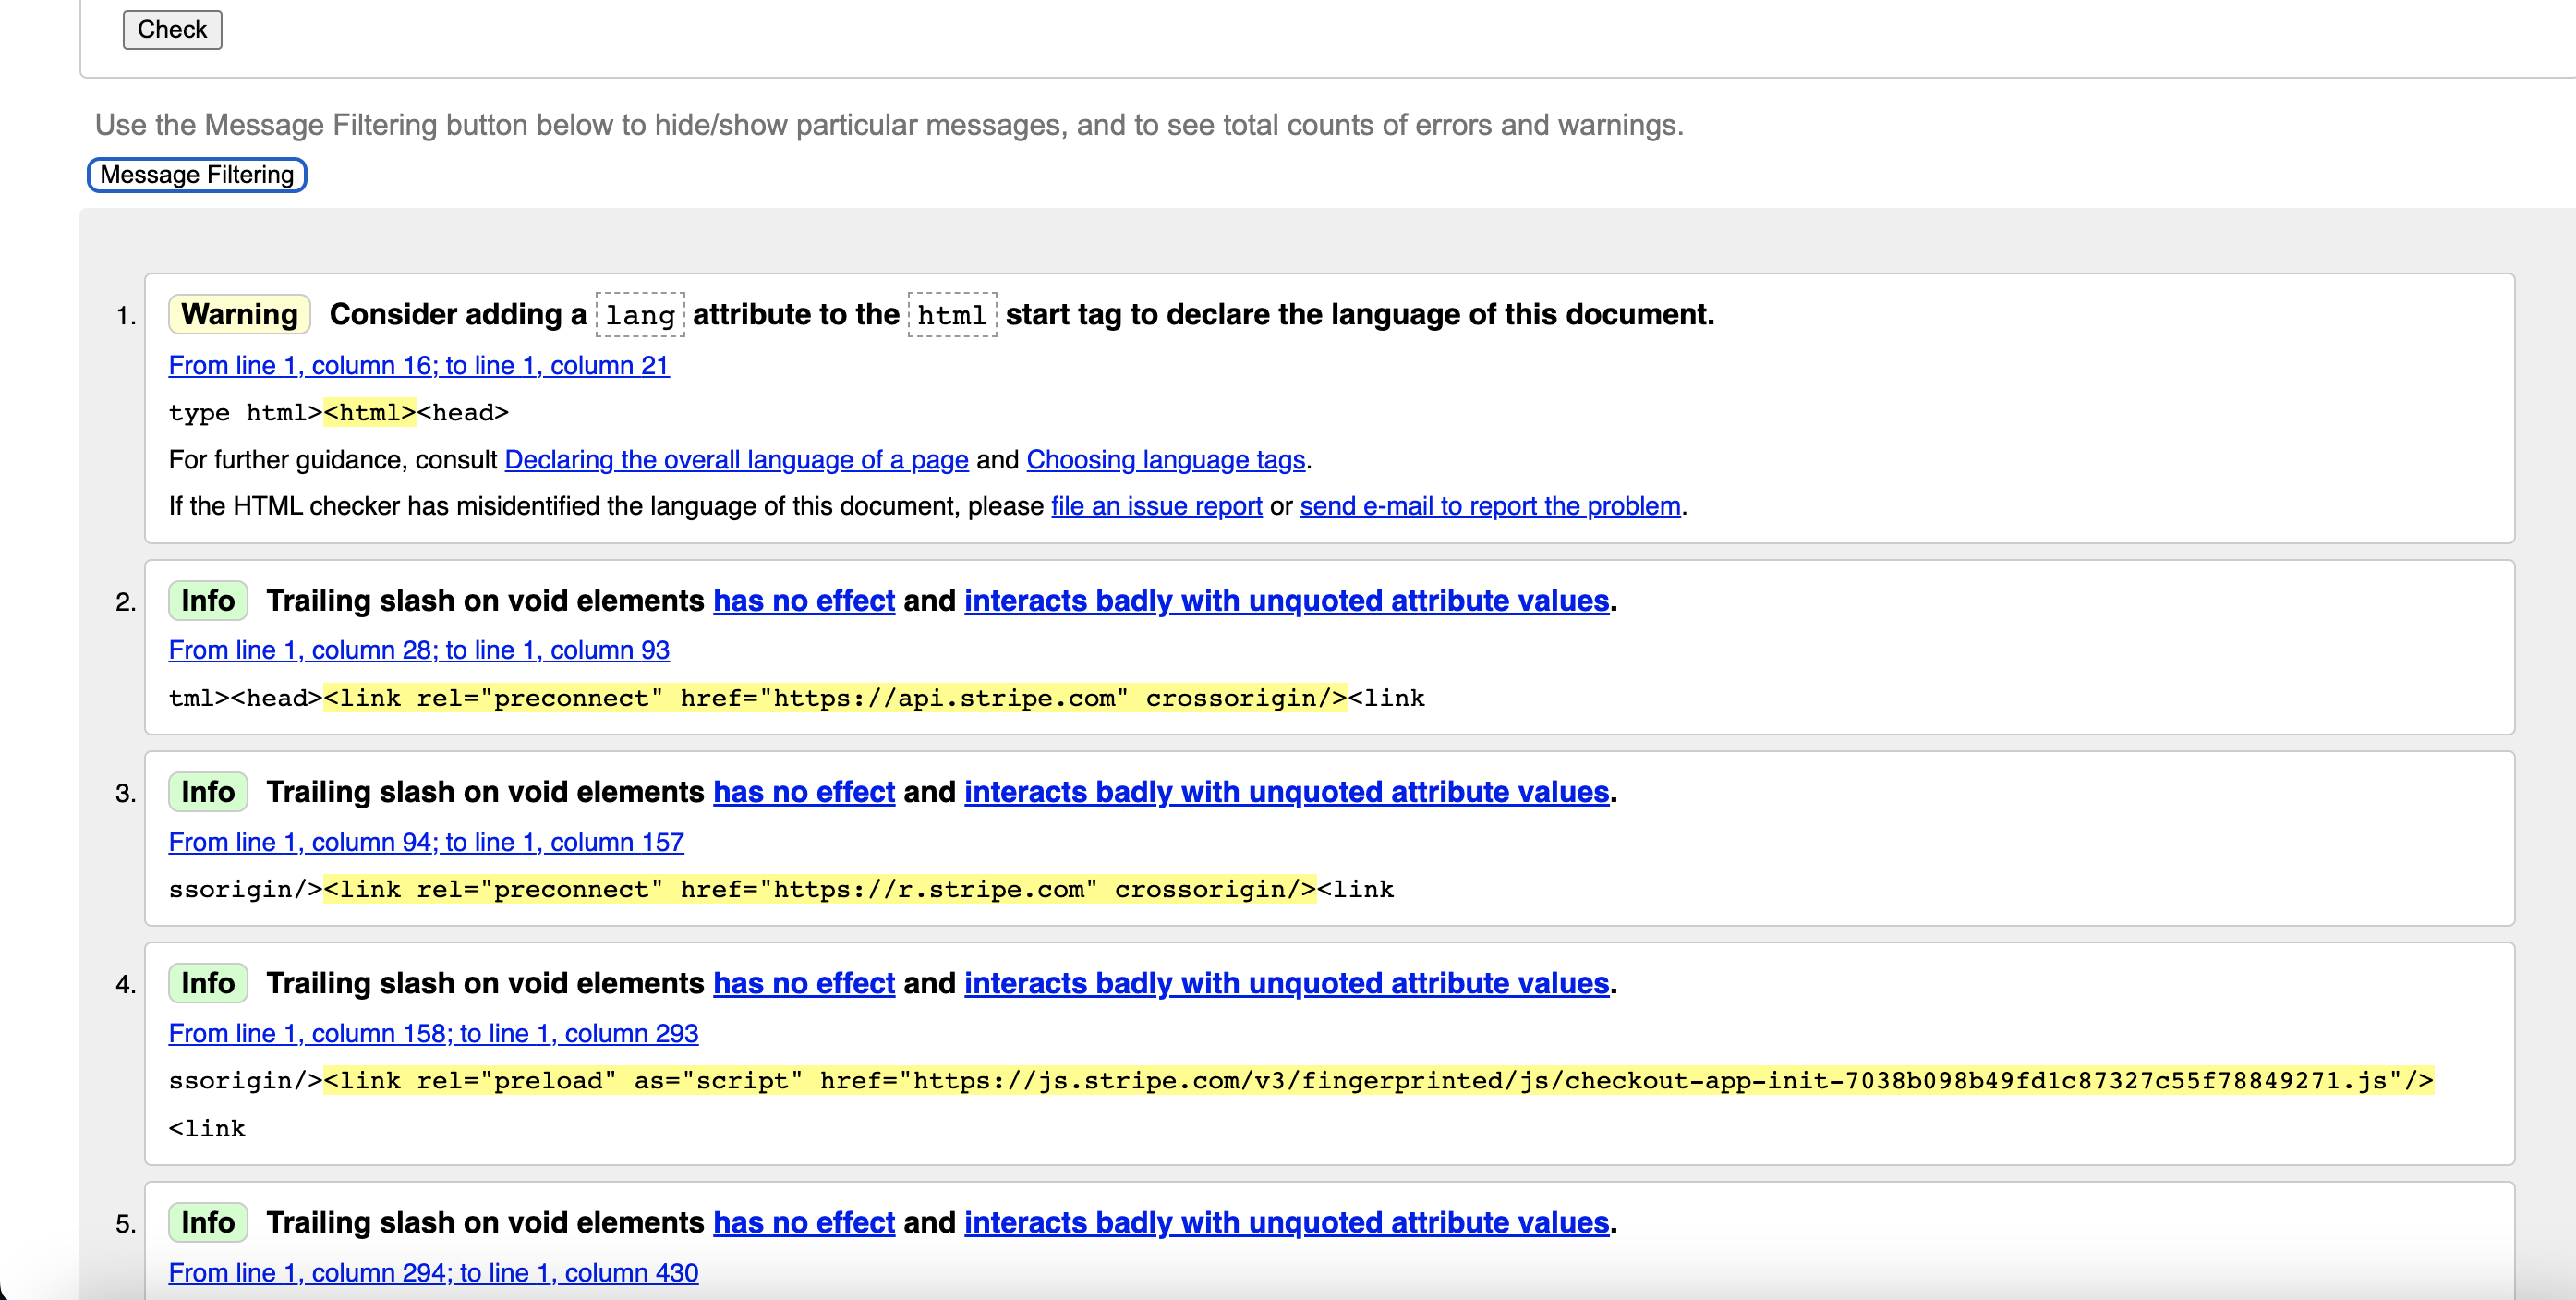 Check
Use the Message Filtering button below to hide/show particular messages, and to see total counts of errors and warnings.
Message Filtering
1. Warning Consider adding a lang attribute to the html start tag to declare the language of this document.
From line 1, column 16; to line 1, column 21
type html><html><head>
For further guidance, consult Declaring the overall language of a page and Choosing language tags.
If the HTML checker has misidentified the language of this document, please file an issue report or send e-mail to report the problem.
2. Info Trailing slash on void elements has no effect and interacts badly with unquoted attribute values.
From line 1, column 28; to line 1, column 93
tml><head><link rel="preconnect" href="https://api.stripe.com" crossorigin/><link
3. Info Trailing slash on void elements has no effect and interacts badly with unquoted attribute values.
From line 1, column 94; to line 1, column 157
ssorigin/><link rel="preconnect" href="https://r.stripe.com" crossorigin/><link
4. Info Trailing slash on void elements has no effect and interacts badly with unquoted attribute values.
From line 1, column 158; to line 1, column 293
ssorigin/><link rel="preload" as="script" href="https://js.stripe.com/v3/fingerprinted/js/checkout-app-init-7038b098b49fd1c87327c55f78849271.js"/>
<link
5. Info Trailing slash on void elements has no effect and interacts badly with unquoted attribute values.
From line 1, column 294; to line 1, column 430